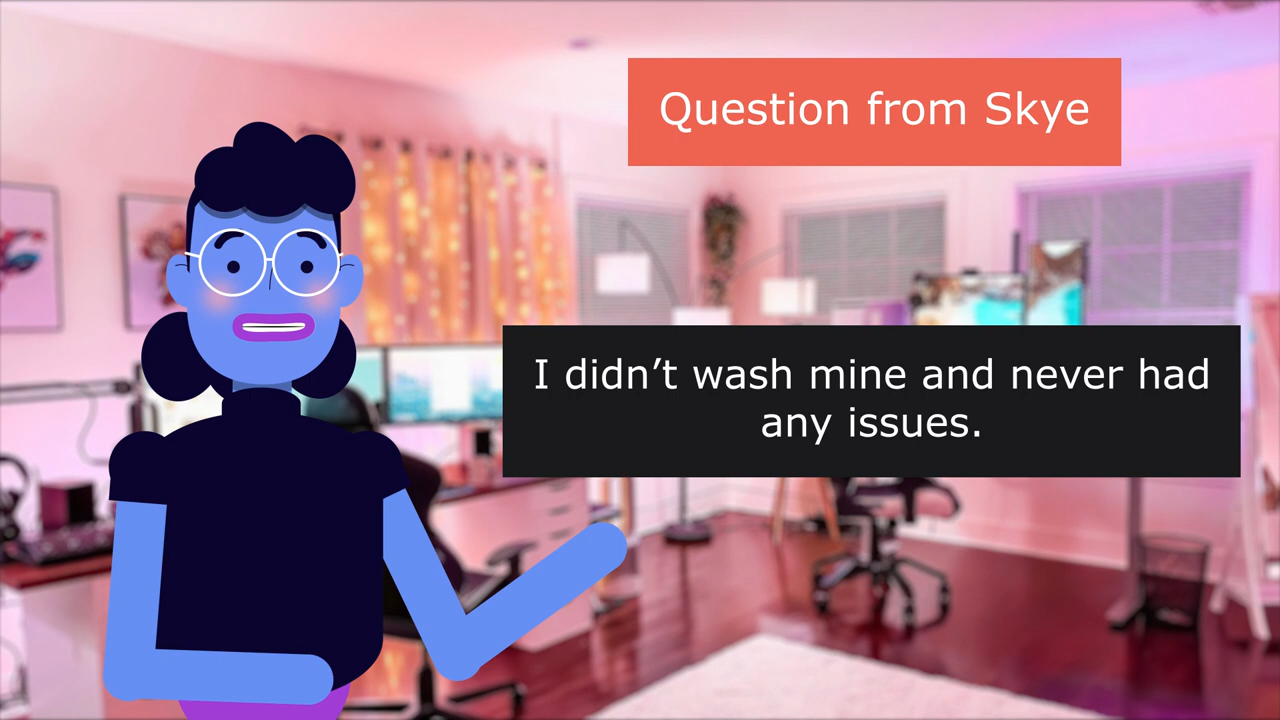 Question from Skye
I didn’t wash mine and never had
any issues.